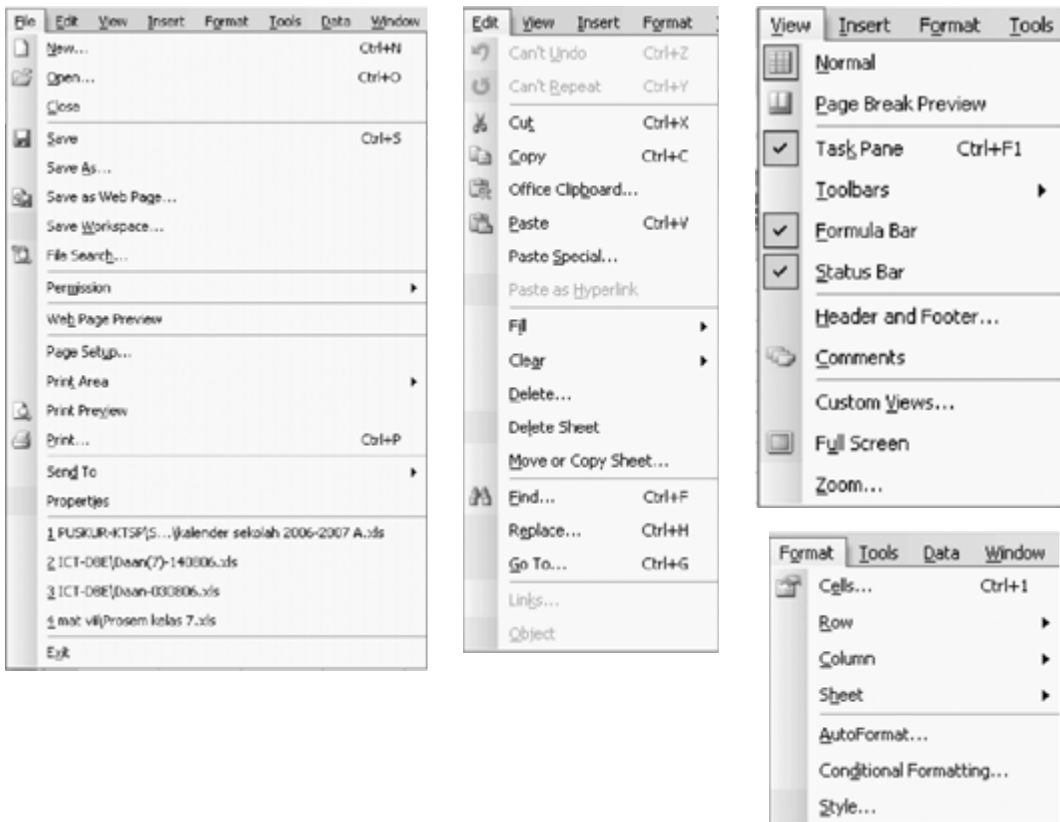 File Edit View Insert Format Tools Data Window
New... Ctrl+N
Open... Ctrl+O
Close
Save Ctrl+S
Save As...
Save as Web Page...
Save Workspace...
File Search...
Permission
Web Page Preview
Page Setup...
Print Area
Print Preview
Print... Ctrl+P
Send To
Properties
1 PUSKUR-KTSP\S...\kalender sekolah 2006-2007 A.xls
2 ICT-DBE\Daan(7)-140806.xls
3 ICT-DBE\Daan-030806.xls
4 mat vii\Prosem kelas 7.xls
Exit
Edit View Insert Format
Can't Undo Ctrl+Z
Can't Repeat Ctrl+Y
Cut Ctrl+X
Copy Ctrl+C
Office Clipboard...
Paste Ctrl+V
Paste Special...
Paste as Hyperlink
Fill
Clear
Delete...
Delete Sheet
Move or Copy Sheet...
Find... Ctrl+F
Replace... Ctrl+H
Go To... Ctrl+G
Links...
Object
View Insert Format Tools
Normal
Page Break Preview
Task Pane Ctrl+F1
Toolbars
Formula Bar
Status Bar
Header and Footer...
Comments
Custom Views...
Full Screen
Zoom...
Format Tools Data Window
Cells... Ctrl+1
Row
Column
Sheet
AutoFormat...
Conditional Formatting...
Style...